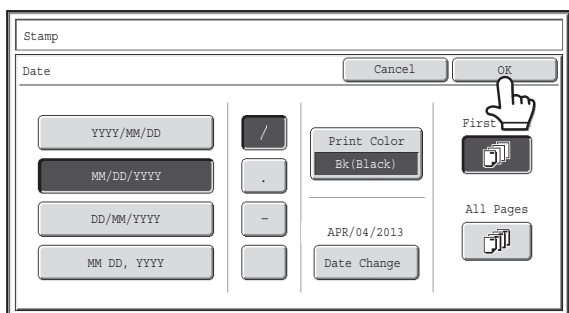 Stamp
Date
Cancel
OK
YYYY/MM/DD
MM/DD/YYYY
DD/MM/YYYY
MM DD, YYYY
/
.
-
Print Color
Bk(Black)
APR/04/2013
Date Change
First
All Pages